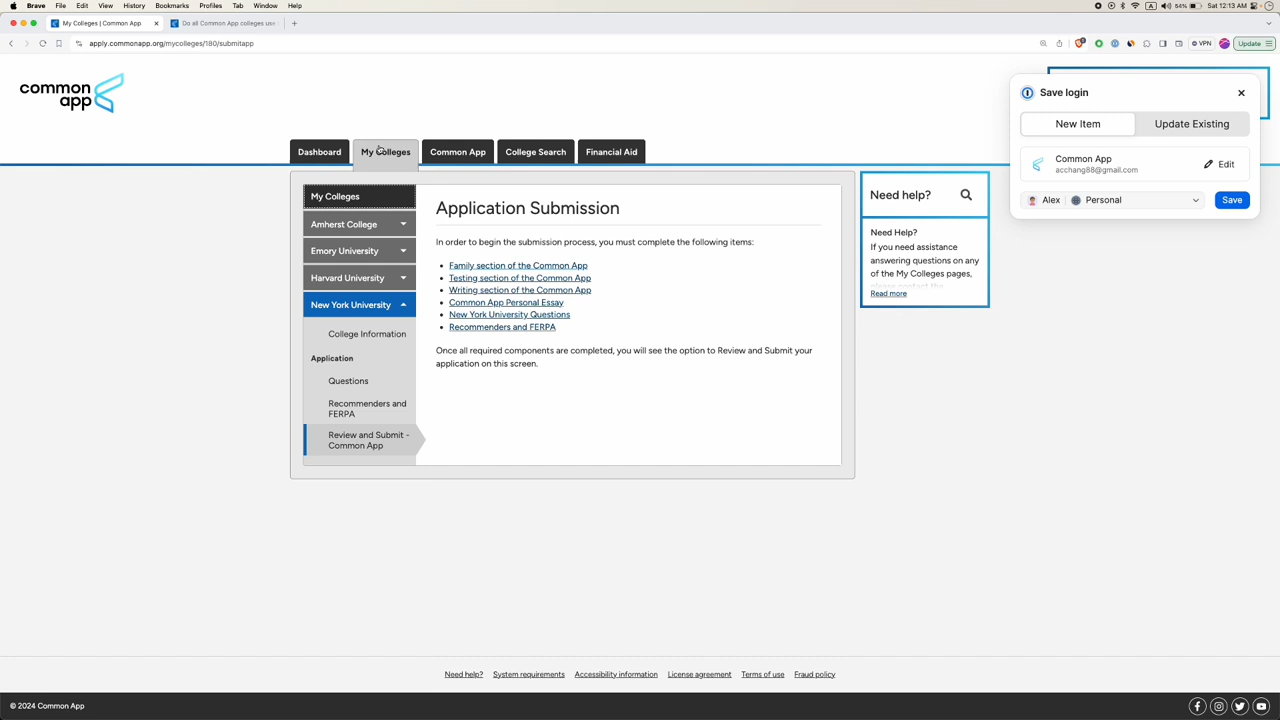 Brave File Edit View History Bookmarks Profiles Tab Window Help
54% Sat 12:13 AM
My Colleges | Common App
Do all Common App colleges use
apply.commonapp.org/mycolleges/180/submitapp
VPN
Update
common
app
Save login
New Item
Update Existing
Common App
acchang88@gmail.com
Edit
Alex
Personal
Save
Dashboard
My Colleges
Common App
College Search
Financial Aid
My Colleges
Amherst College
Emory University
Harvard University
New York University
College Information
Application
Questions
Recommenders and
FERPA
Review and Submit -
Common App
Application Submission
In order to begin the submission process, you must complete the following items:
Family section of the Common App
Testing section of the Common App
Writing section of the Common App
Common App Personal Essay
New York University Questions
Recommenders and FERPA
Once all required components are completed, you will see the option to Review and Submit your
application on this screen.
Need help?
Need Help?
If you need assistance
answering questions on any
of the My Colleges pages,
please contact the
Read more
Need help?
System requirements
Accessibility information
License agreement
Terms of use
Fraud policy
© 2024 Common App